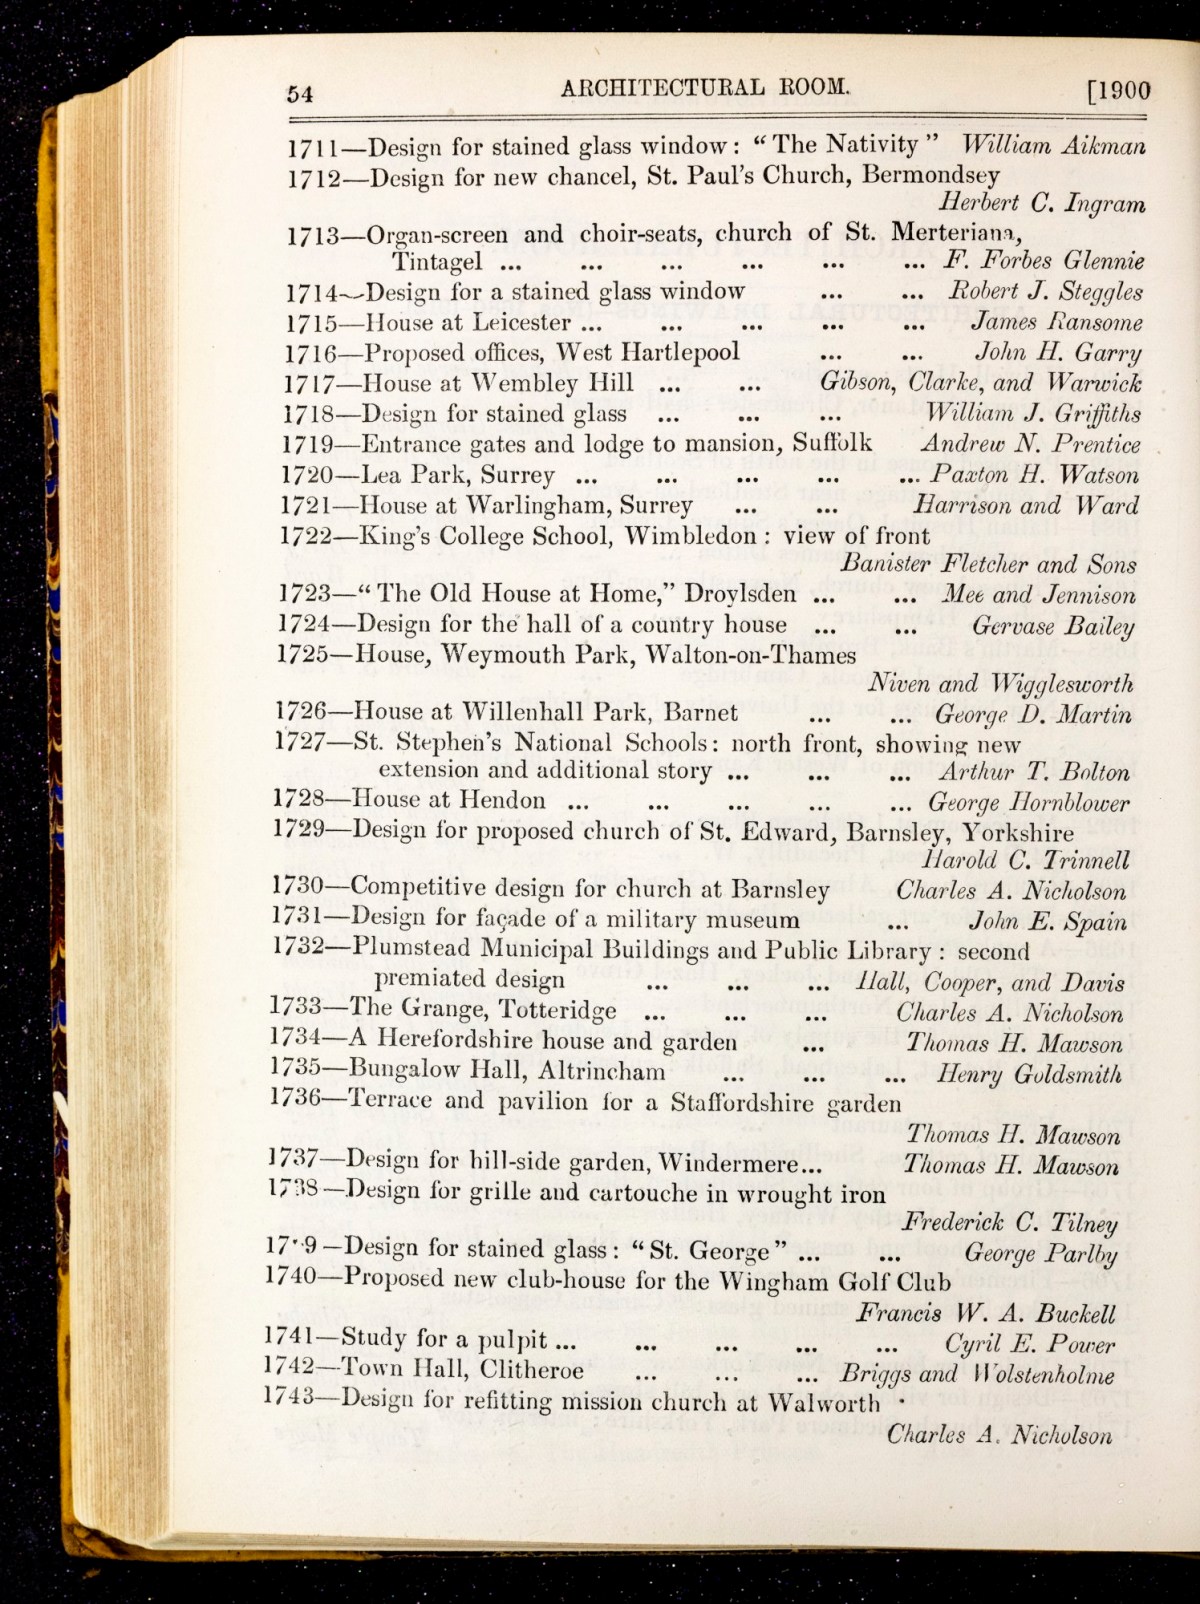 54 ARCHITECTURAL ROOM. [1900
1711—Design for stained glass window: "The Nativity" William Aikman
1712—Design for new chancel, St. Paul's Church, Bermondsey
Herbert C. Ingram
1713—Organ-screen and choir-seats, church of St. Merteriana,
Tintagel ... ... ... ... ... ... F. Forbes Glennie
1714—Design for a stained glass window ... ... Robert J. Steggles
1715—House at Leicester ... ... ... ... ... James Ransome
1716—Proposed offices, West Hartlepool ... ... John H. Garry
1717—House at Wembley Hill ... ... Gibson, Clarke, and Warwick
1718—Design for stained glass ... ... ... William J. Griffiths
1719—Entrance gates and lodge to mansion, Suffolk Andrew N. Prentice
1720—Lea Park, Surrey ... ... ... ... ... Paxton H. Watson
1721—House at Warlingham, Surrey ... ... Harrison and Ward
1722—King's College School, Wimbledon: view of front
Banister Fletcher and Sons
1723—"The Old House at Home," Droylsden ... ... Mee and Jennison
1724—Design for the hall of a country house ... ... Gervase Bailey
1725—House, Weymouth Park, Walton-on-Thames
Niven and Wigglesworth
1726—House at Willenhall Park, Barnet ... ... George D. Martin
1727—St. Stephen's National Schools: north front, showing new
extension and additional story ... ... ... Arthur T. Bolton
1728—House at Hendon ... ... ... ... ... George Hornblower
1729—Design for proposed church of St. Edward, Barnsley, Yorkshire
Harold C. Trinnell
1730—Competitive design for church at Barnsley Charles A. Nicholson
1731—Design for façade of a military museum ... John E. Spain
1732—Plumstead Municipal Buildings and Public Library: second
premiated design ... ... ... Hall, Cooper, and Davis
1733—The Grange, Totteridge ... ... ... Charles A. Nicholson
1734—A Herefordshire house and garden ... Thomas H. Mawson
1735—Bungalow Hall, Altrincham ... ... ... Henry Goldsmith
1736—Terrace and pavilion for a Staffordshire garden
Thomas H. Mawson
1737—Design for hill-side garden, Windermere... Thomas H. Mawson
1738—Design for grille and cartouche in wrought iron
Frederick C. Tilney
17·9—Design for stained glass: "St. George" ... ... George Parlby
1740—Proposed new club-house for the Wingham Golf Club
Francis W. A. Buckell
1741—Study for a pulpit ... ... ... ... ... Cyril E. Power
1742—Town Hall, Clitheroe ... ... ... Briggs and Wolstenholme
1743—Design for refitting mission church at Walworth
Charles A. Nicholson